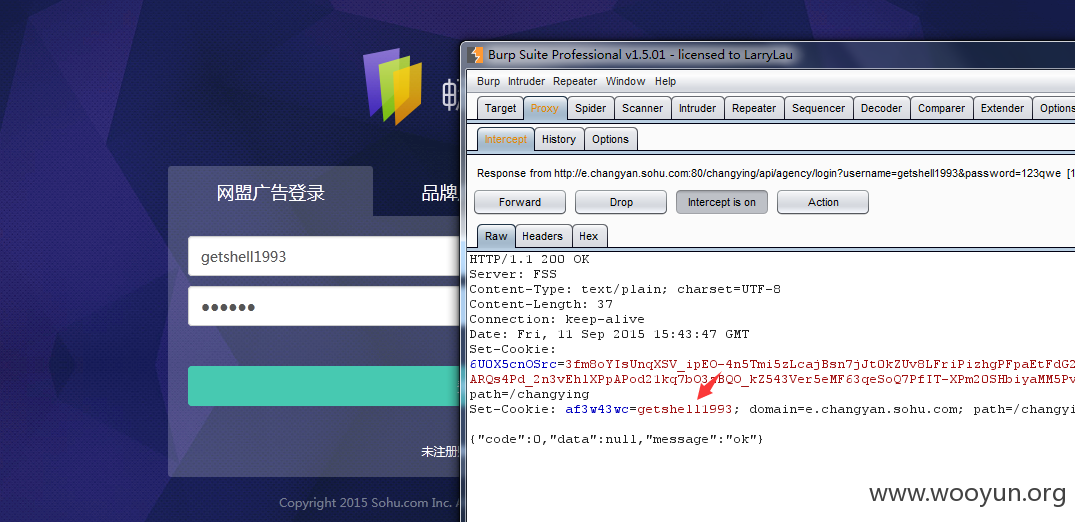 网盟广告登录
品牌
getshell1993
●●●●●●
未注册
Copyright 2015 Sohu.com Inc.
Burp Suite Professional v1.5.01 - licensed to LarryLau
Burp Intruder Repeater Window Help
Target Proxy Spider Scanner Intruder Repeater Sequencer Decoder Comparer Extender Options
Intercept History Options
Response from http://e.changyan.sohu.com:80/changying/api/agency/login?username=getshell1993&password=123qwe [1
Forward Drop Intercept is on Action
Raw Headers Hex
HTTP/1.1 200 OK
Server: FSS
Content-Type: text/plain; charset=UTF-8
Content-Length: 37
Connection: keep-alive
Date: Fri, 11 Sep 2015 15:43:47 GMT
Set-Cookie:
path=/changying
Set-Cookie: af3w43wc=getshell1993; domain=e.changyan.sohu.com; path=/changyi
{"code":0,"data":null,"message":"ok"}
www.wooyun.org